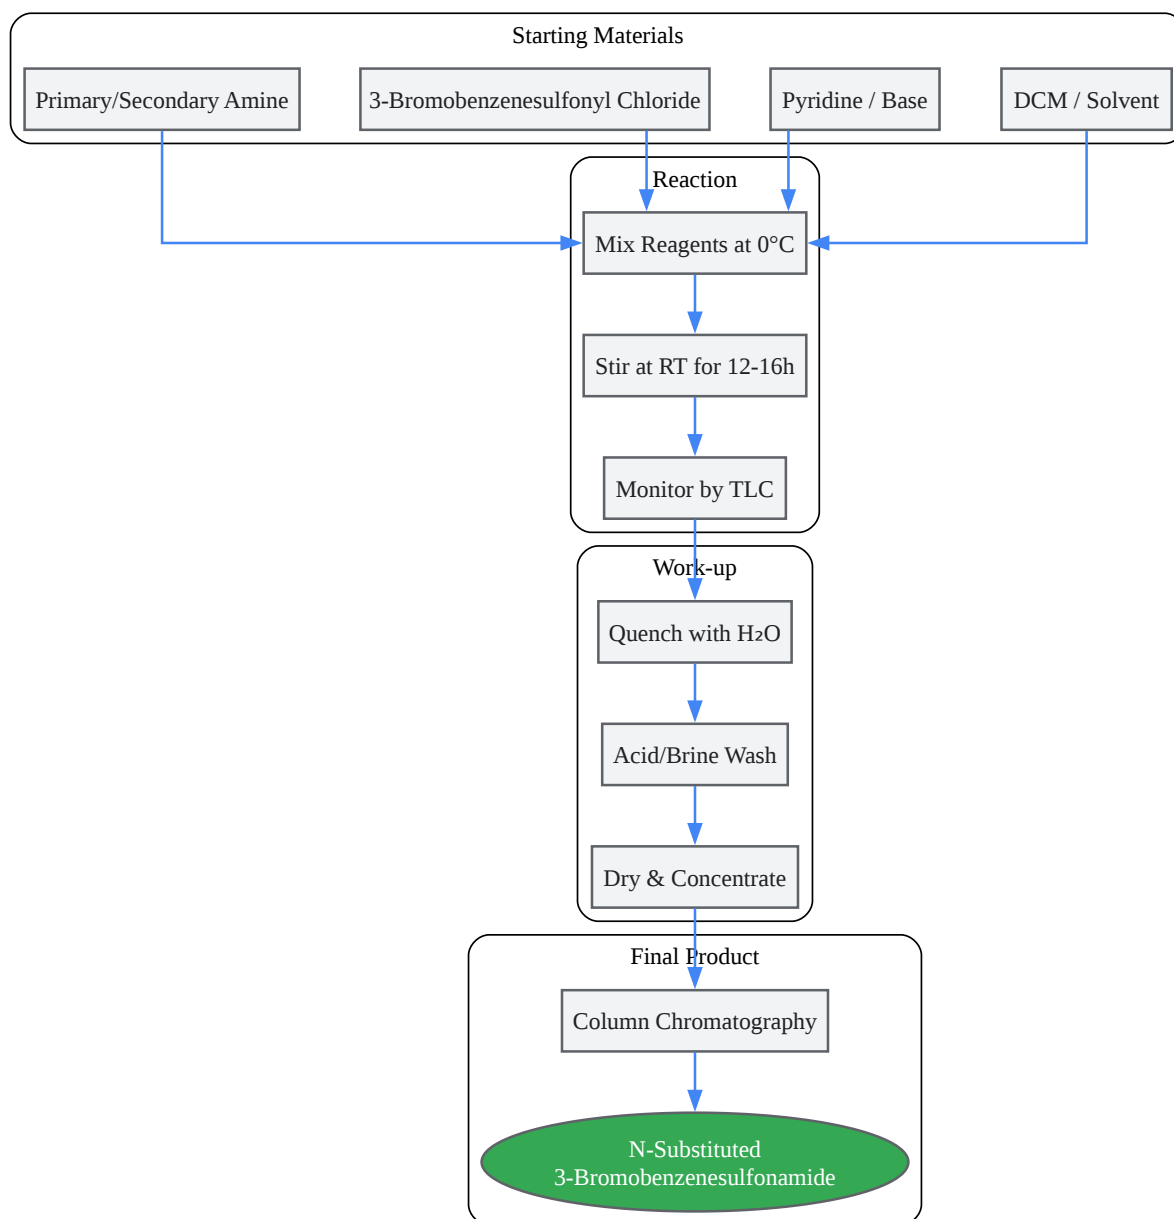 Starting Materials
Primary/Secondary Amine
3-Bromobenzenesulfonyl Chloride
Pyridine / Base
DCM / Solvent
Reaction
Mix Reagents at 0°C
Stir at RT for 12-16h
Monitor by TLC
Work-up
Quench with H₂O
Acid/Brine Wash
Dry & Concentrate
Final Product
Column Chromatography
N-Substituted
3-Bromobenzenesulfonamide